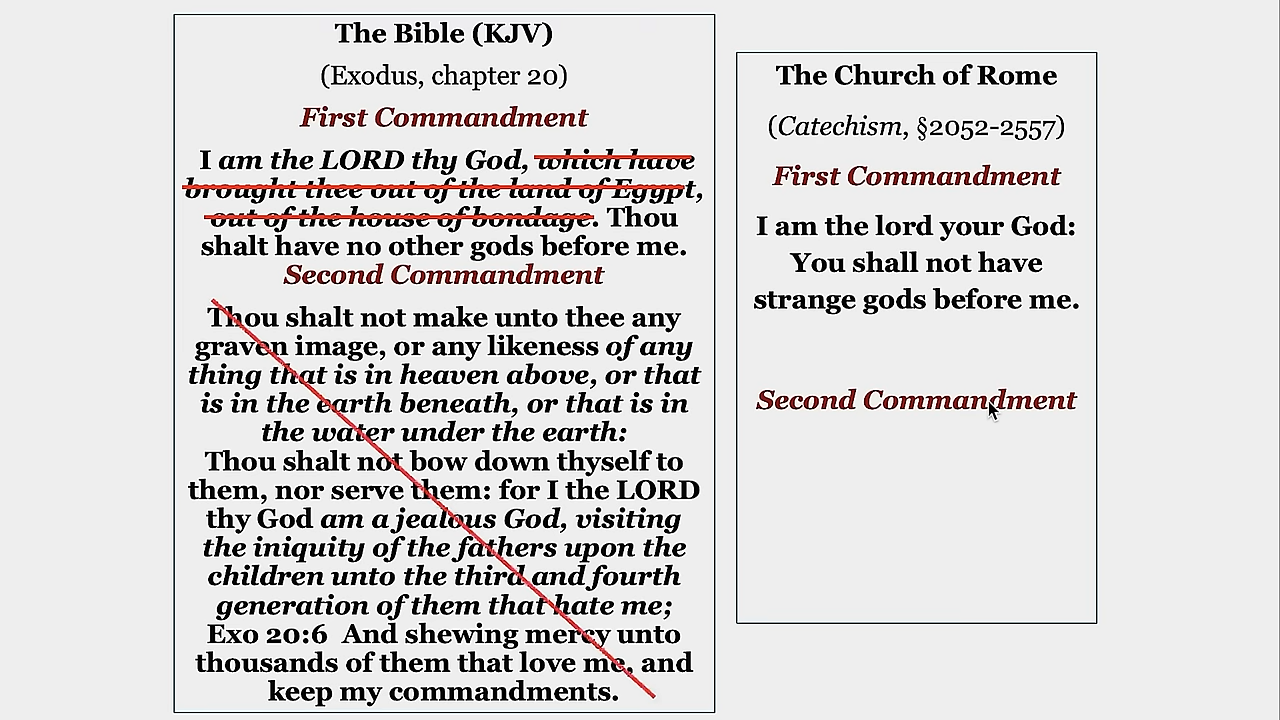 The Bible (KJV)
(Exodus, chapter 20)
First Commandment
I am the LORD thy God, which have
brought thee out of the land of Egypt,
out of the house of bondage. Thou
shalt have no other gods before me.
Second Commandment
Thou shalt not make unto thee any
graven image, or any likeness of any
thing that is in heaven above, or that
is in the earth beneath, or that is in
the water under the earth:
Thou shalt not bow down thyself to
them, nor serve them: for I the LORD
thy God am a jealous God, visiting
the iniquity of the fathers upon the
children unto the third and fourth
generation of them that hate me;
Exo 20:6 And shewing mercy unto
thousands of them that love me, and
keep my commandments.
The Church of Rome
(Catechism, §2052-2557)
First Commandment
I am the lord your God:
You shall not have
strange gods before me.
Second Commandment